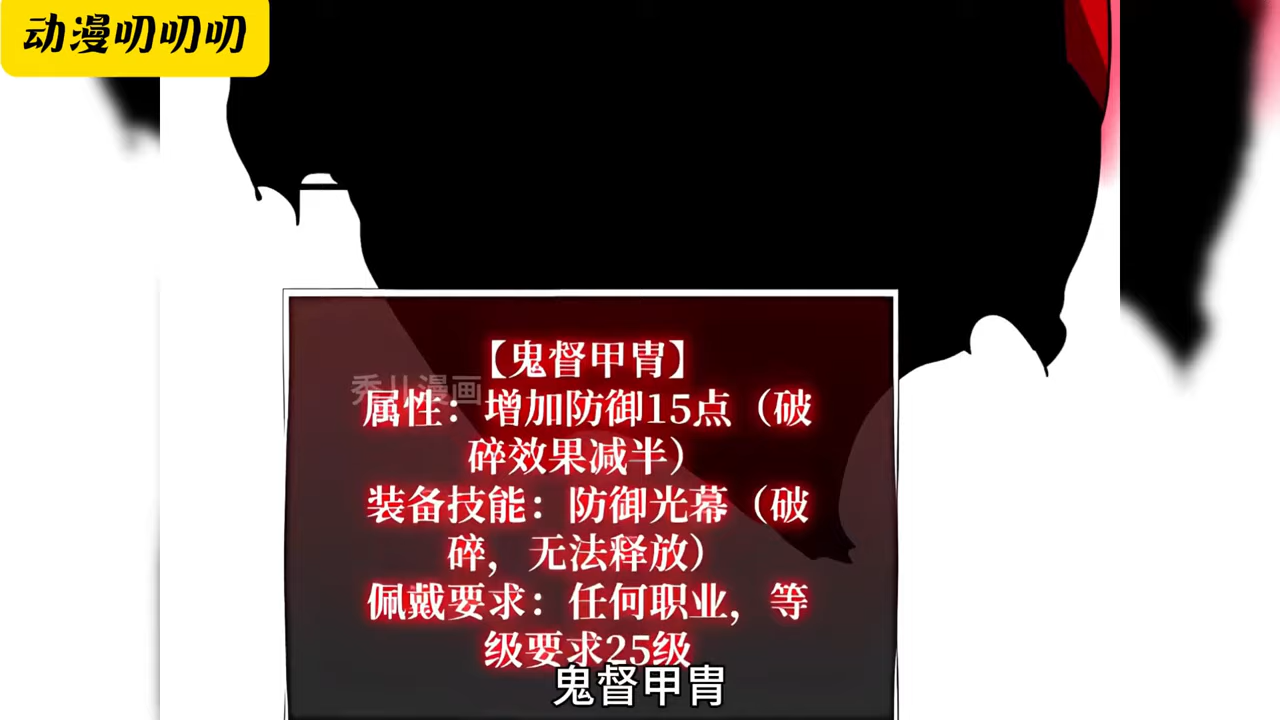 动漫叨叨叨
【鬼督甲胄】
秀儿漫画
属性：增加防御15点（破
碎效果减半）
装备技能：防御光幕（破
碎，无法释放）
佩戴要求：任何职业，等
级要求25级
鬼督甲胄